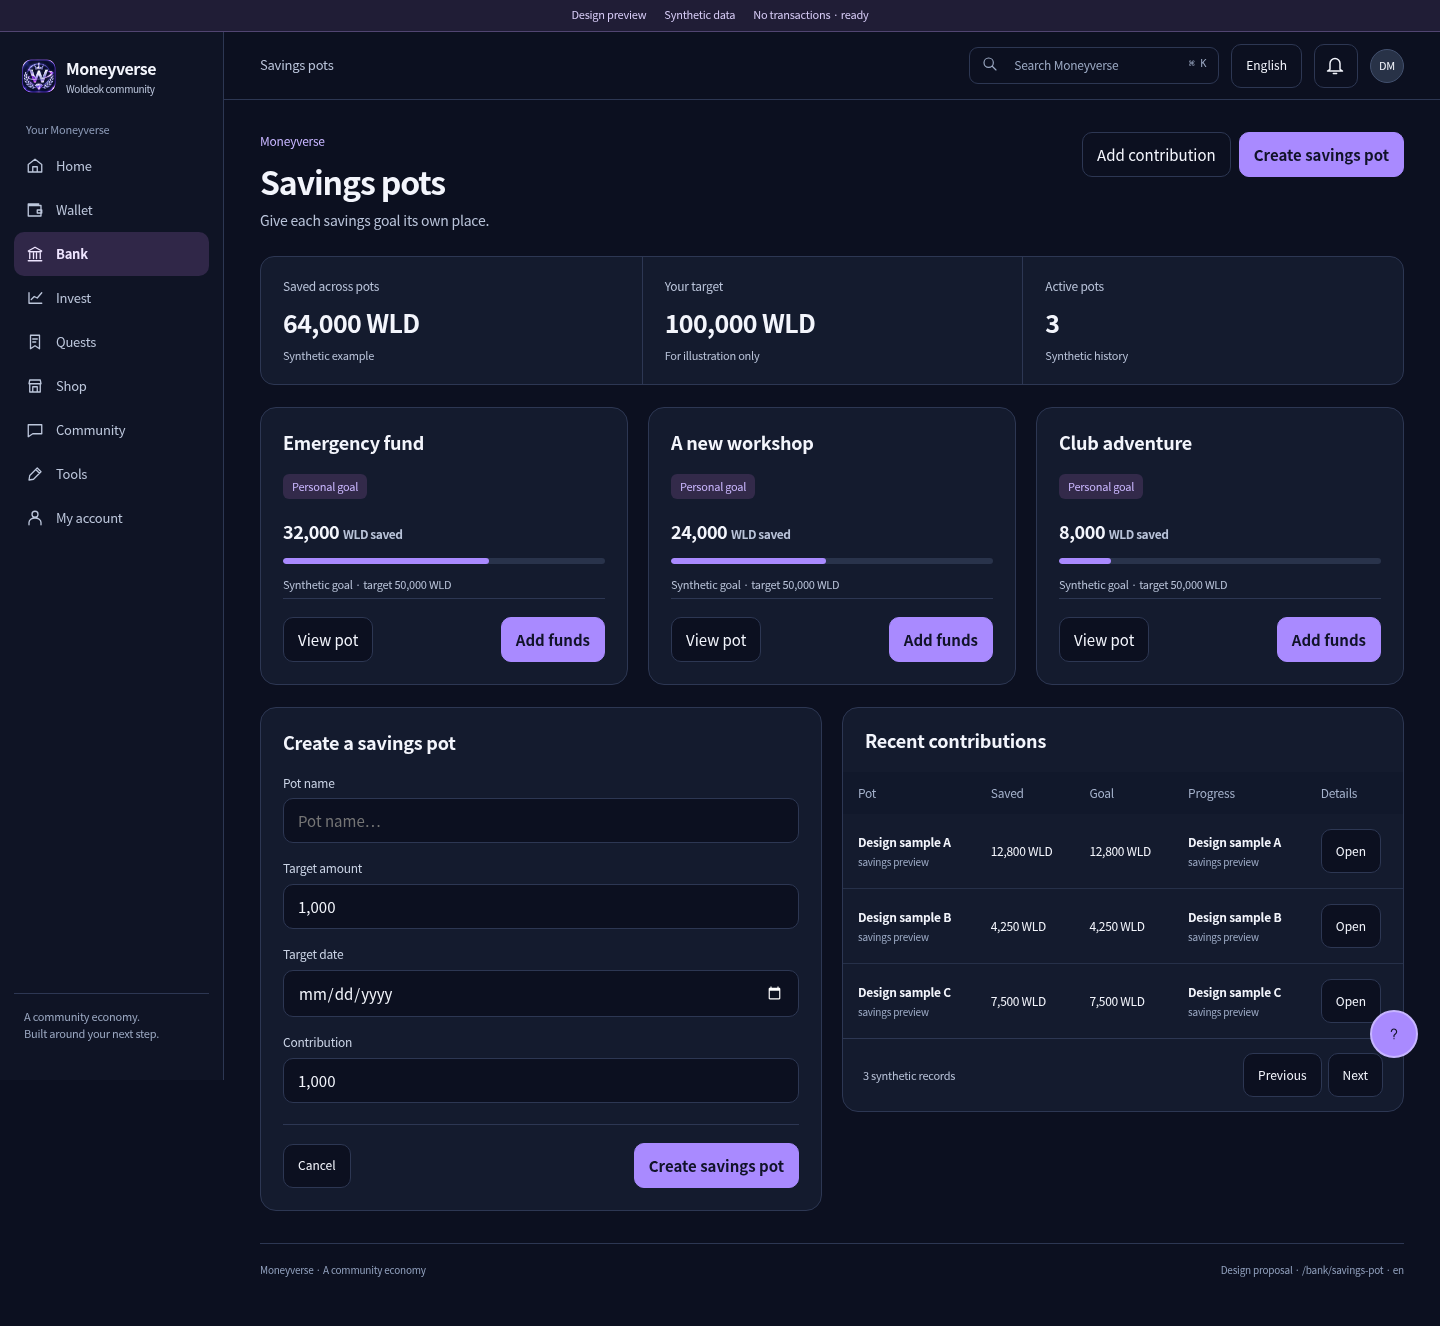 Design preview Synthetic data No transactions · ready
Moneyverse
Woldeok community
Your Moneyverse
Home
Wallet
Bank
Invest
Quests
Shop
Community
Tools
My account
A community economy.
Built around your next step.
Savings pots
Search Moneyverse ⌘ K
English
DM
Moneyverse
Savings pots
Give each savings goal its own place.
Add contribution
Create savings pot
Saved across pots
64,000 WLD
Synthetic example
Your target
100,000 WLD
For illustration only
Active pots
3
Synthetic history
Emergency fund
Personal goal
32,000 WLD saved
Synthetic goal · target 50,000 WLD
View pot
Add funds
A new workshop
Personal goal
24,000 WLD saved
Synthetic goal · target 50,000 WLD
View pot
Add funds
Club adventure
Personal goal
8,000 WLD saved
Synthetic goal · target 50,000 WLD
View pot
Add funds
Create a savings pot
Pot name
Pot name…
Target amount
1,000
Target date
mm/dd/yyyy
Contribution
1,000
Cancel
Create savings pot
Recent contributions
Pot Saved Goal Progress Details
Design sample A 12,800 WLD 12,800 WLD Design sample A Open
savings preview savings preview
Design sample B 4,250 WLD 4,250 WLD Design sample B Open
savings preview savings preview
Design sample C 7,500 WLD 7,500 WLD Design sample C Open
savings preview savings preview
?
3 synthetic records
Previous
Next
Moneyverse · A community economy
Design proposal · /bank/savings-pot · en